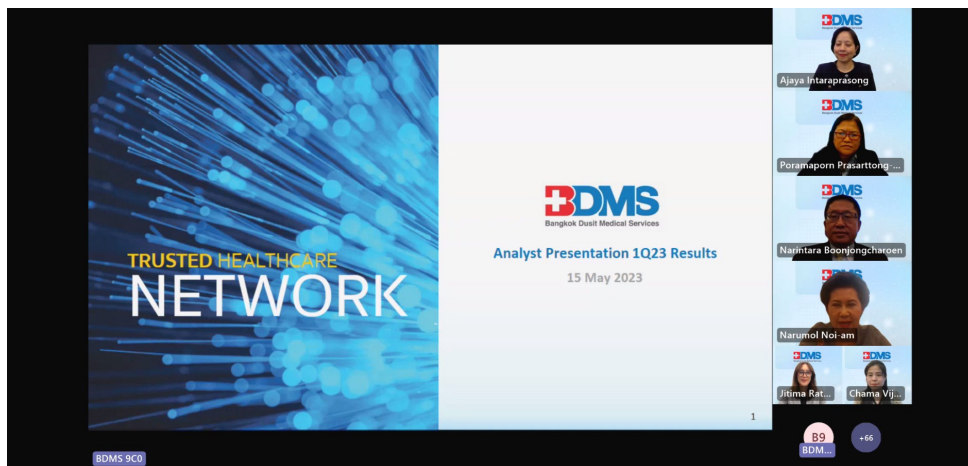 TRUSTED HEALTHCARE
NETWORK
BDMS
Bangkok Dusit Medical Services
Analyst Presentation 1Q23 Results
15 May 2023
1
BDMS
Ajaya Intaraprasong
BDMS
Poramaporn Prasarttong-...
BDMS
Narintara Boonjongcharoen
Narumol Noi-am
BDMS
Jitima Rat...
BDMS
Chama Vij...
B9
BDM...
+66
BDMS 9C0